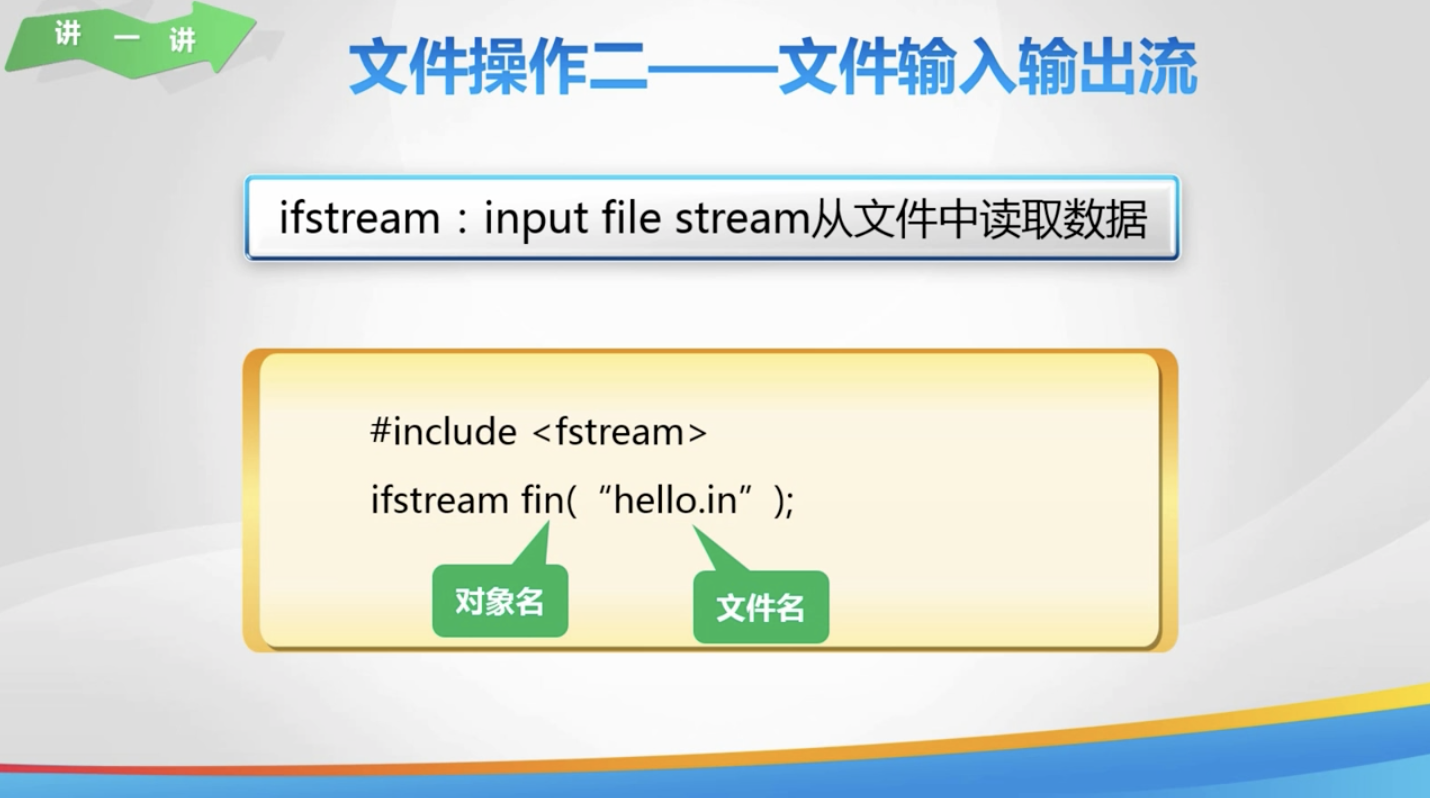 讲一讲
文件操作二——文件输入输出流
ifstream：input file stream从文件中读取数据
#include <fstream>
ifstream fin(“hello.in”);
对象名
文件名